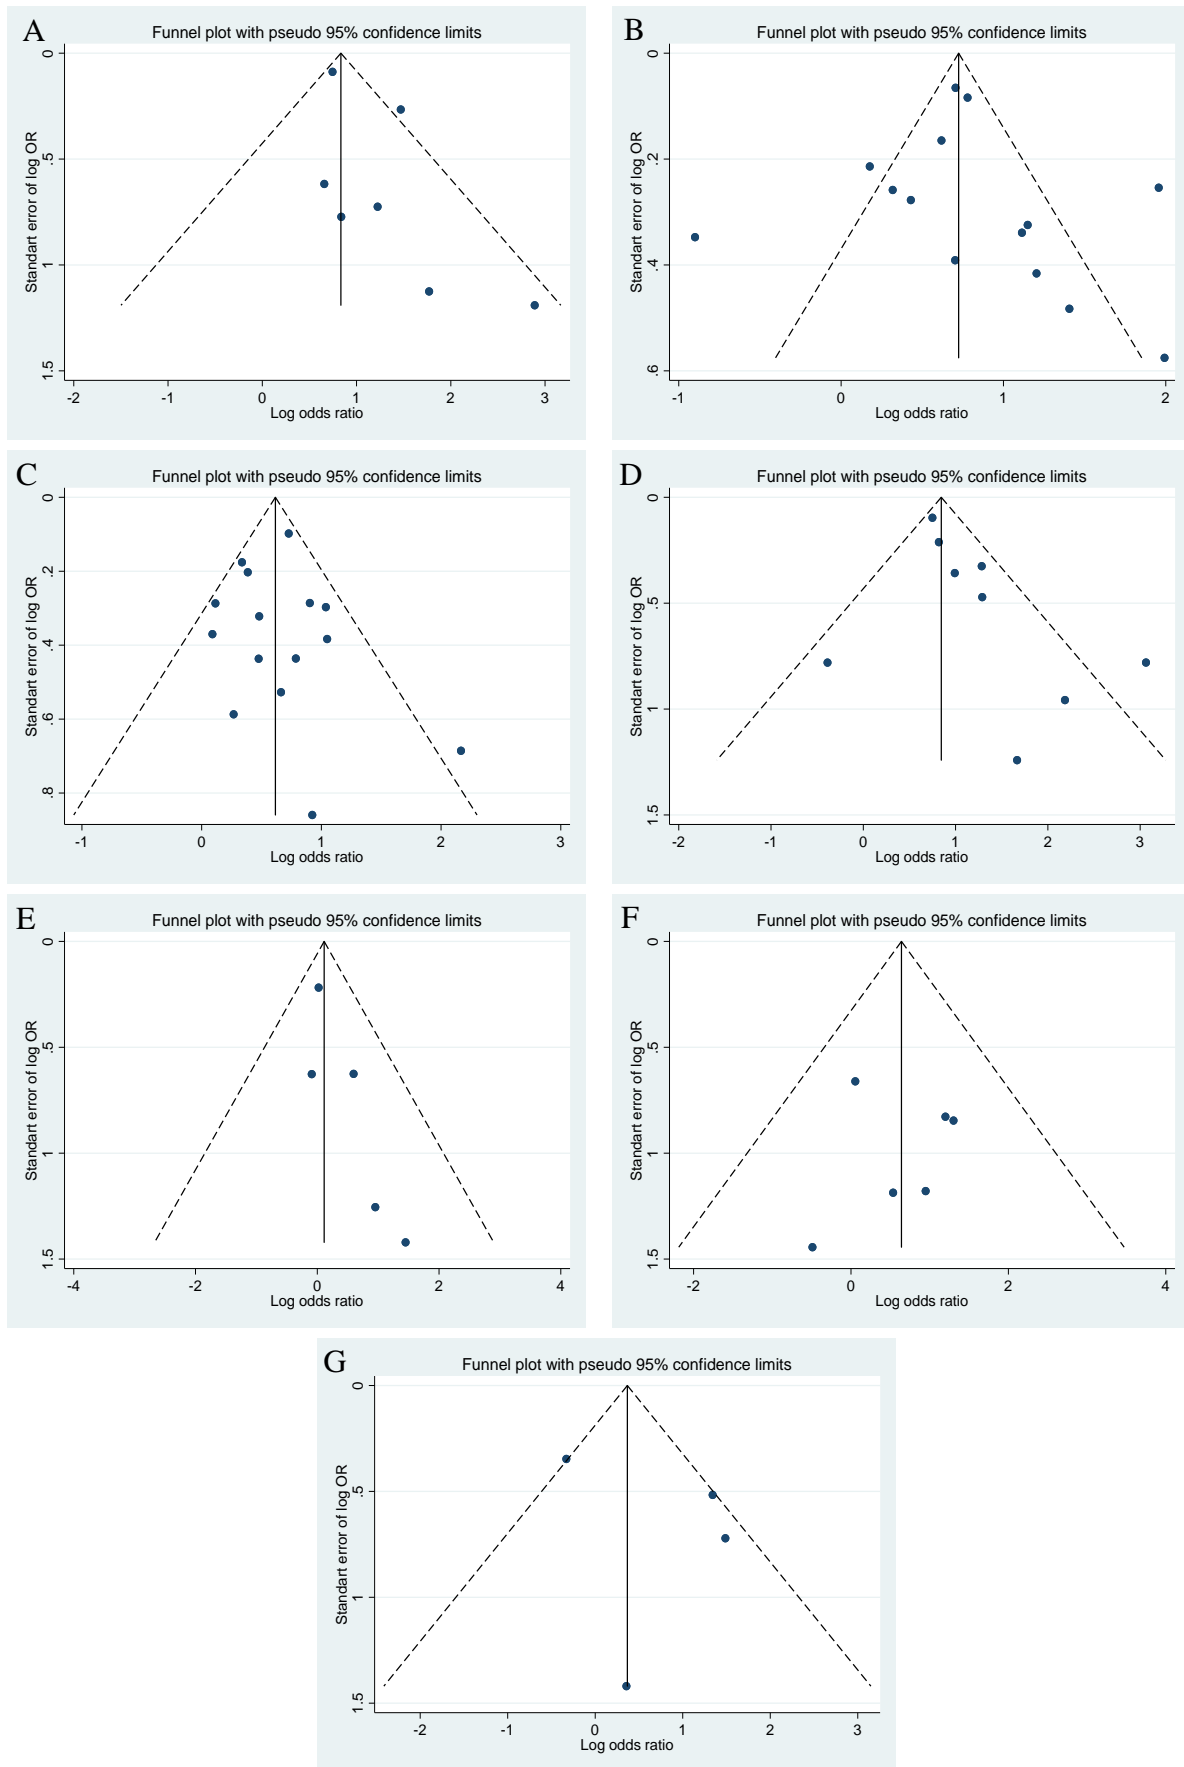 A
Funnel plot with pseudo 95% confidence limits
Standart error of log OR
0
.5
1
1.5
-2
-1
0
1
2
3
Log odds ratio
B
Funnel plot with pseudo 95% confidence limits
Standart error of log OR
0
.2
.4
.6
-1
0
1
2
Log odds ratio
C
Funnel plot with pseudo 95% confidence limits
Standart error of log OR
0
.2
.4
.6
.8
-1
0
1
2
3
Log odds ratio
D
Funnel plot with pseudo 95% confidence limits
Standart error of log OR
0
.5
1
1.5
-2
-1
0
1
2
3
Log odds ratio
E
Funnel plot with pseudo 95% confidence limits
Standart error of log OR
0
.5
1
1.5
-4
-2
0
2
4
Log odds ratio
F
Funnel plot with pseudo 95% confidence limits
Standart error of log OR
0
.5
1
1.5
-2
0
2
4
Log odds ratio
G
Funnel plot with pseudo 95% confidence limits
Standart error of log OR
0
.5
1
1.5
-2
-1
0
1
2
3
Log odds ratio